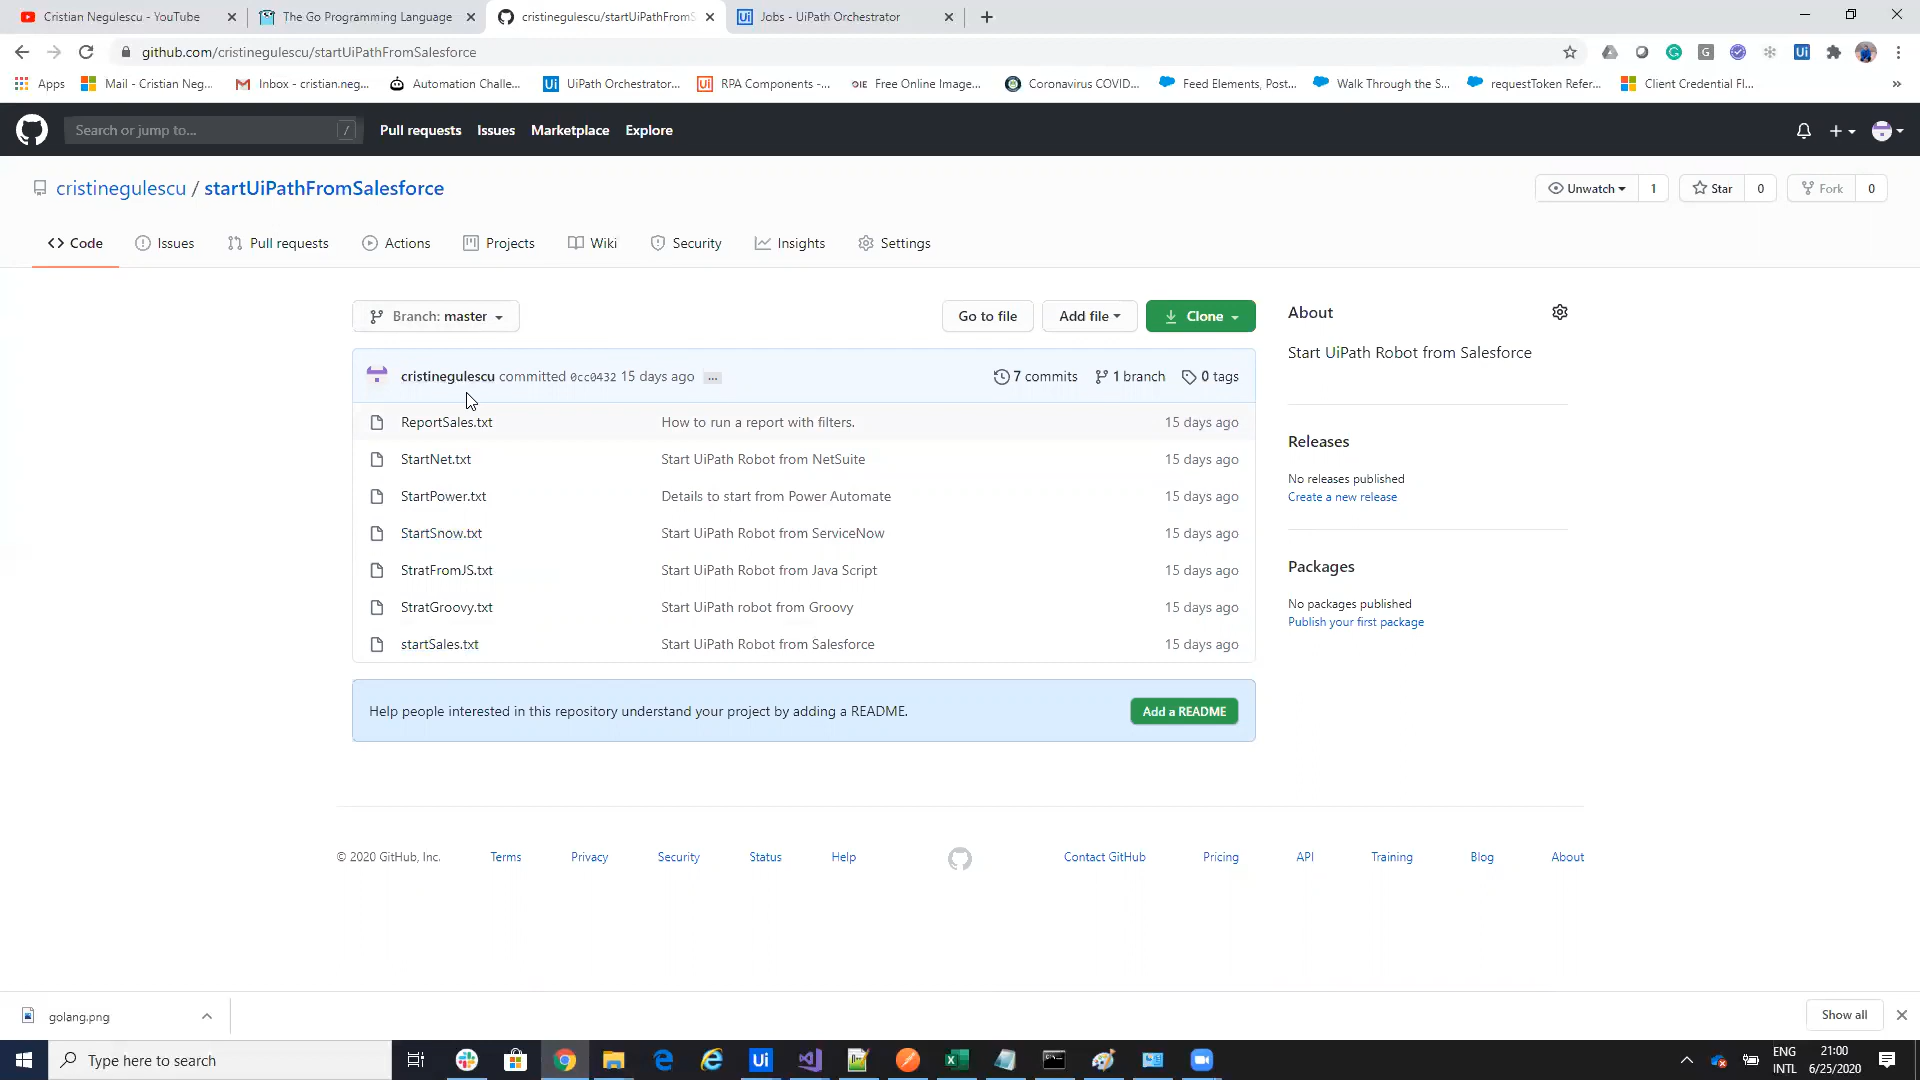 Cristian Negulescu - YouTube
The Go Programming Language
cristinegulescu/startUiPathFromS
Jobs - UiPath Orchestrator
github.com/cristinegulescu/startUiPathFromSalesforce
Apps
Mail - Cristian Neg...
Inbox - cristian.neg...
Automation Challe...
UiPath Orchestrator...
RPA Components -...
Free Online Image...
Coronavirus COVID...
Feed Elements, Post...
Walk Through the S...
requestToken Refer...
Client Credential Fl...
Search or jump to...
/
Pull requests
Issues
Marketplace
Explore
cristinegulescu / startUiPathFromSalesforce
Unwatch
1
Star
0
Fork
0
Code
Issues
Pull requests
Actions
Projects
Wiki
Security
Insights
Settings
Branch: master
Go to file
Add file
Clone
About
Start UiPath Robot from Salesforce
cristinegulescu committed 0cc0432 15 days ago ...
7 commits
1 branch
0 tags
ReportSales.txt How to run a report with filters. 15 days ago
StartNet.txt Start UiPath Robot from NetSuite 15 days ago
StartPower.txt Details to start from Power Automate 15 days ago
StartSnow.txt Start UiPath Robot from ServiceNow 15 days ago
StratFromJS.txt Start UiPath Robot from Java Script 15 days ago
StratGroovy.txt Start UiPath robot from Groovy 15 days ago
startSales.txt Start UiPath Robot from Salesforce 15 days ago
Releases
No releases published
Create a new release
Packages
No packages published
Publish your first package
Help people interested in this repository understand your project by adding a README.
Add a README
© 2020 GitHub, Inc.
Terms
Privacy
Security
Status
Help
Contact GitHub
Pricing
API
Training
Blog
About
golang.png
Show all
Type here to search
ENG
INTL
21:00
6/25/2020